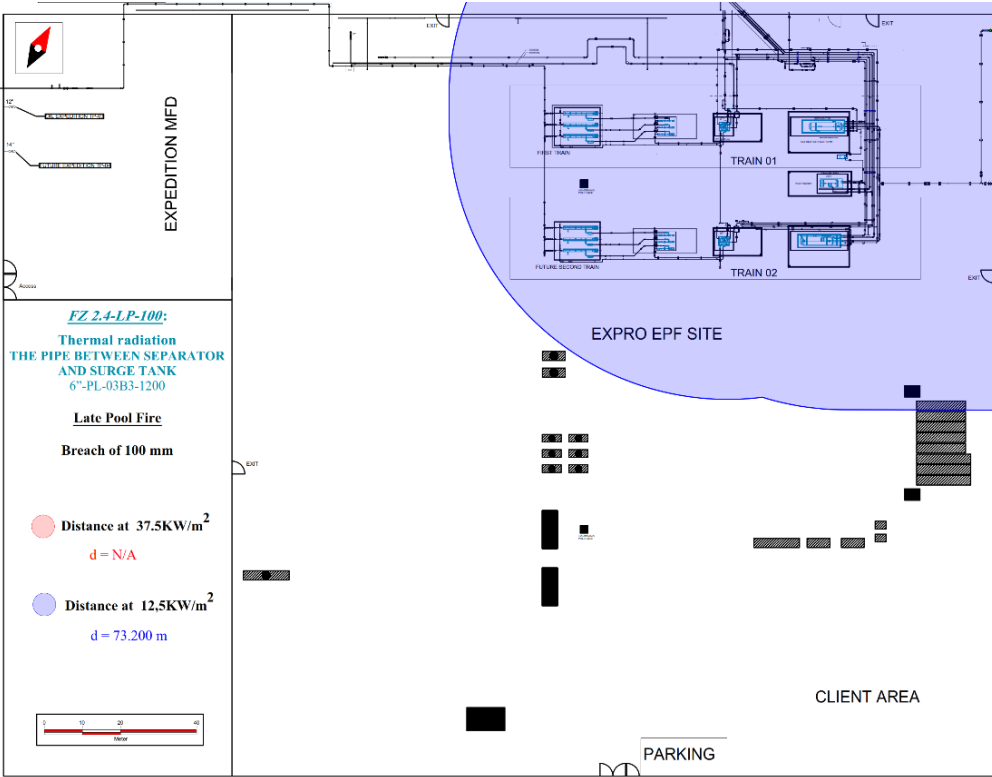 EXIT
EXIT
12"
14"
EXPEDITION MFD
FIRST TRAIN
TRAIN 01
FUTURE SECOND TRAIN
TRAIN 02
EXIT
Access
EXPRO EPF SITE
FZ 2.4-LP-100:
Thermal radiation
THE PIPE BETWEEN SEPARATOR
AND SURGE TANK
6"-PL-03B3-1200
Late Pool Fire
Breach of 100 mm
EXIT
Distance at 37.5KW/m2
d = N/A
Distance at 12,5KW/m2
d = 73.200 m
CLIENT AREA
0 10 20 40
Meter
PARKING